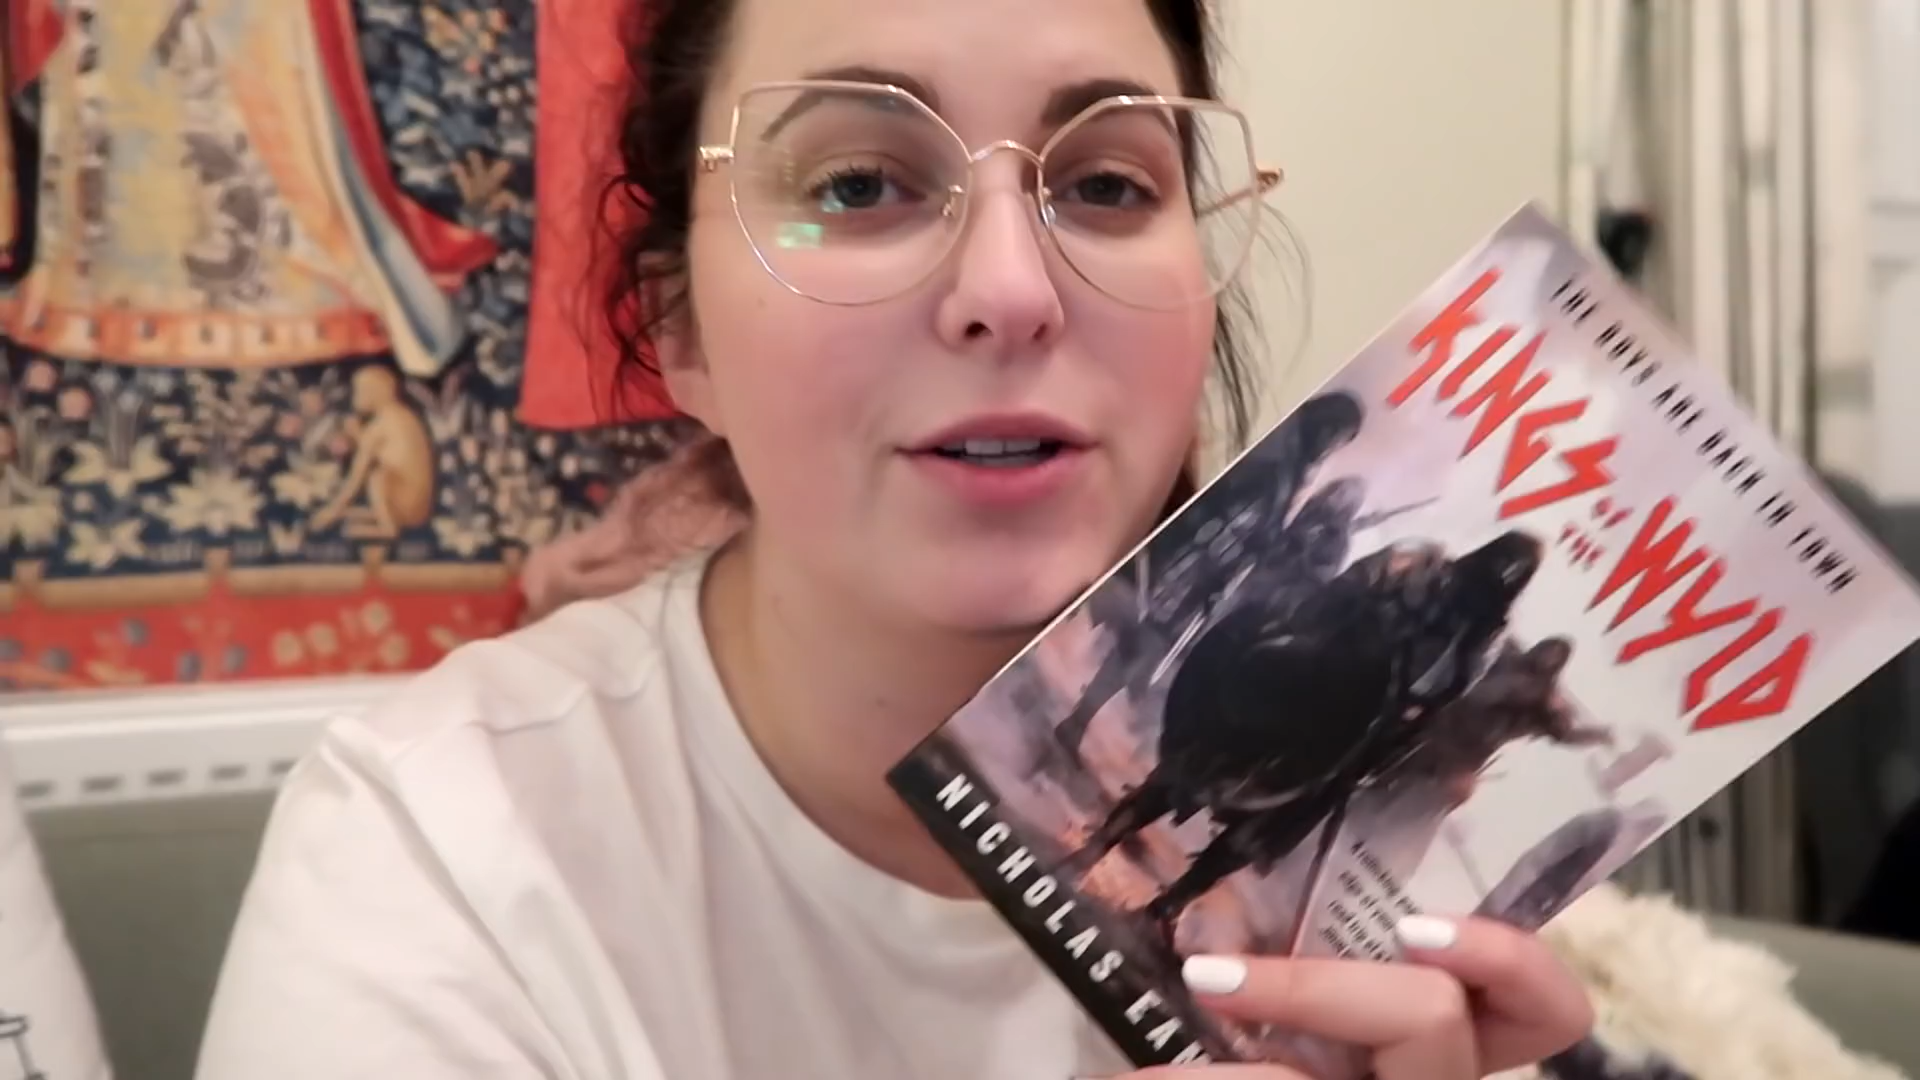 THE BOYS ARE BACK IN TOWN
KINGS
OF
THE
WYLD
NICHOLAS EAM